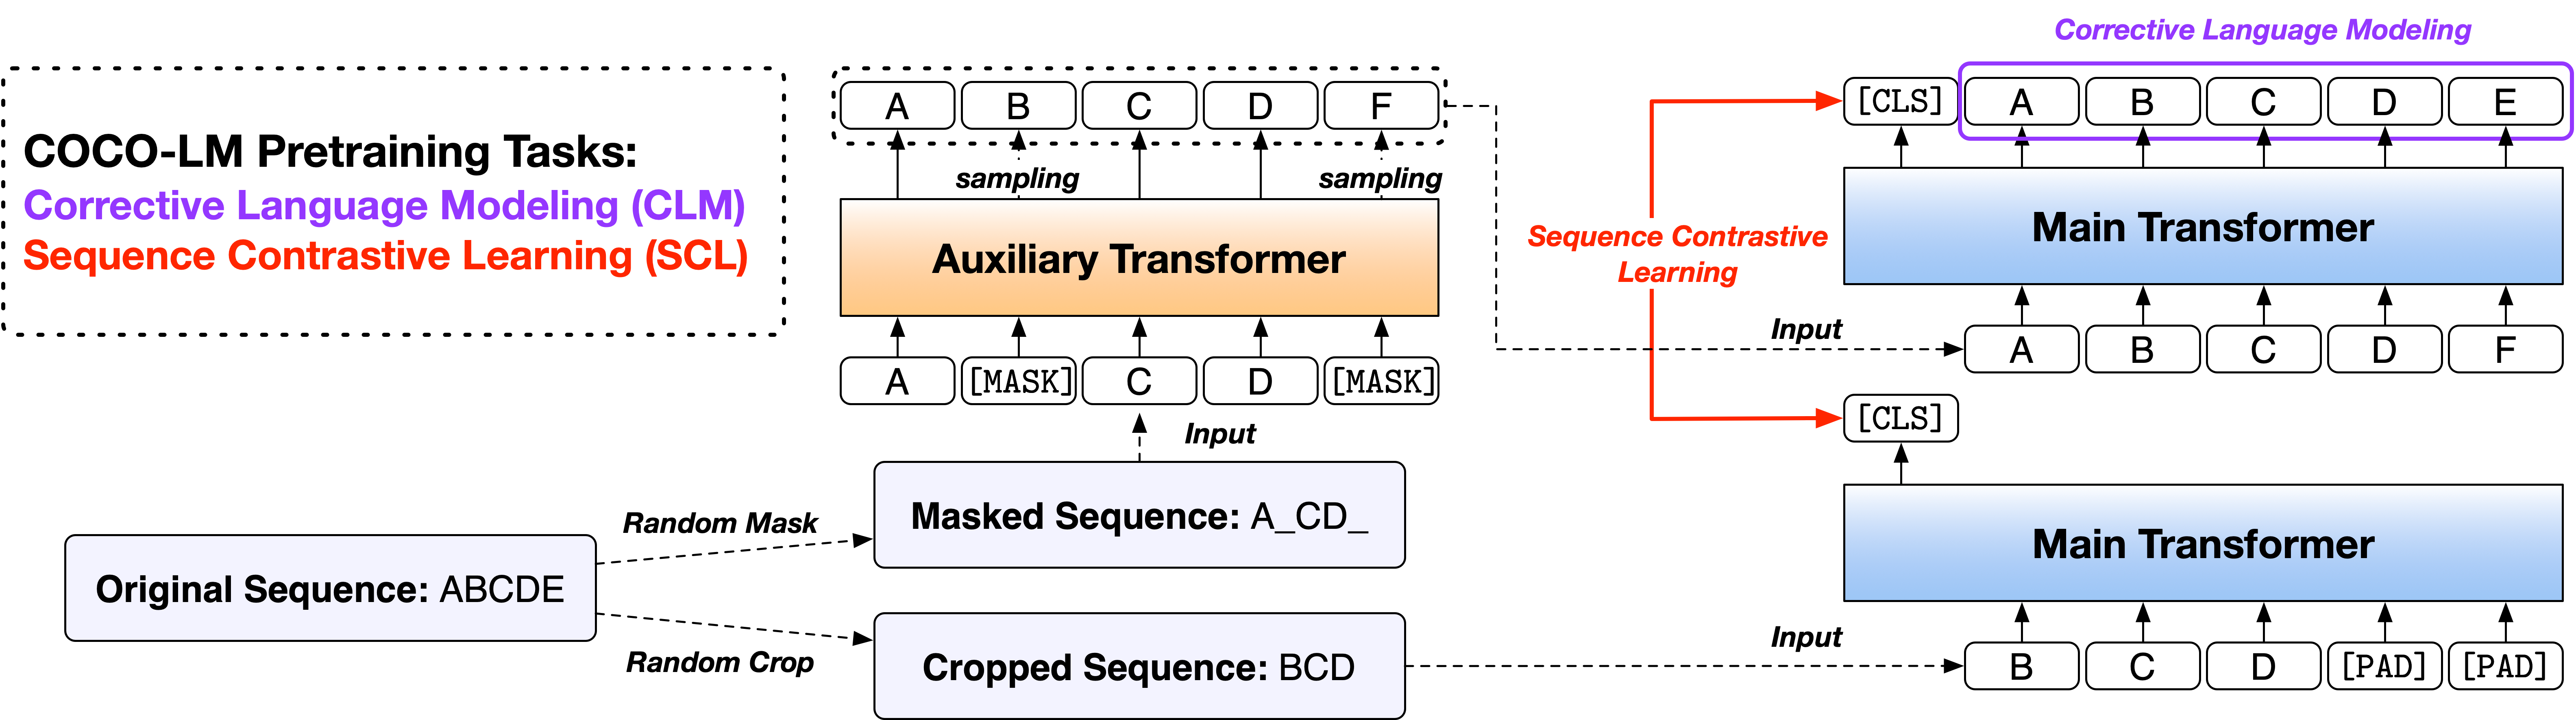 COCO-LM Pretraining Tasks:
Corrective Language Modeling (CLM)
Sequence Contrastive Learning (SCL)
A B C D F
sampling sampling
Auxiliary Transformer
A [MASK] C D [MASK]
Input
Masked Sequence: A_CD_
Random Mask
Original Sequence: ABCDE
Random Crop
Cropped Sequence: BCD
Corrective Language Modeling
[CLS] A B C D E
Main Transformer
Sequence Contrastive
Learning
Input
A B C D F
[CLS]
Main Transformer
Input
B C D [PAD] [PAD]